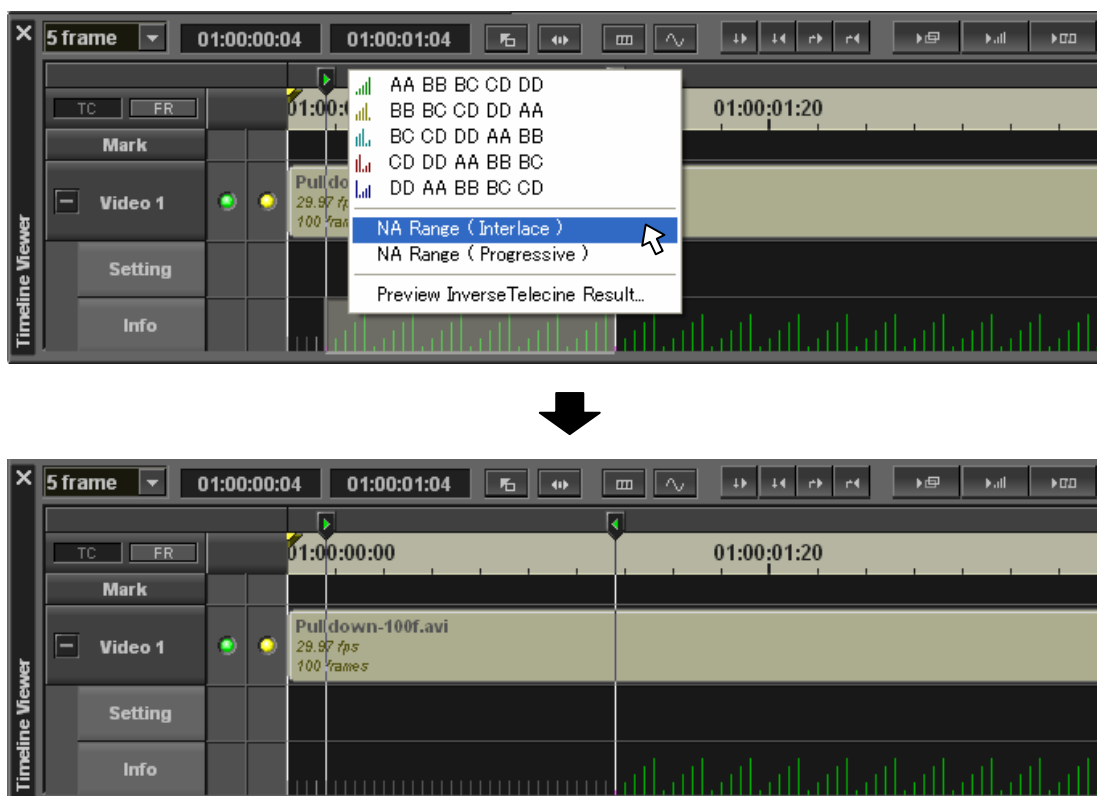 5 frame 01:00:00:04 01:00:01:04
AA BB BC CD DD
TC FR 01:00:0 BB BC CD DD AA 01:00:01:20
BC CD DD AA BB
Mark
CD DD AA BB BC
Pulldo DD AA BB BC CD
Video 1 29.97 fp
100 fram NA Range ( Interlace )
NA Range ( Progressive )
Setting
Preview InverseTelecine Result...
Info
Timeline Viewer
5 frame 01:00:00:04 01:00:01:04
TC FR 01:00:00:00 01:00:01:20
Mark
Pulldown-100f.avi
Video 1 29.97 fps
100 frames
Setting
Info
Timeline Viewer